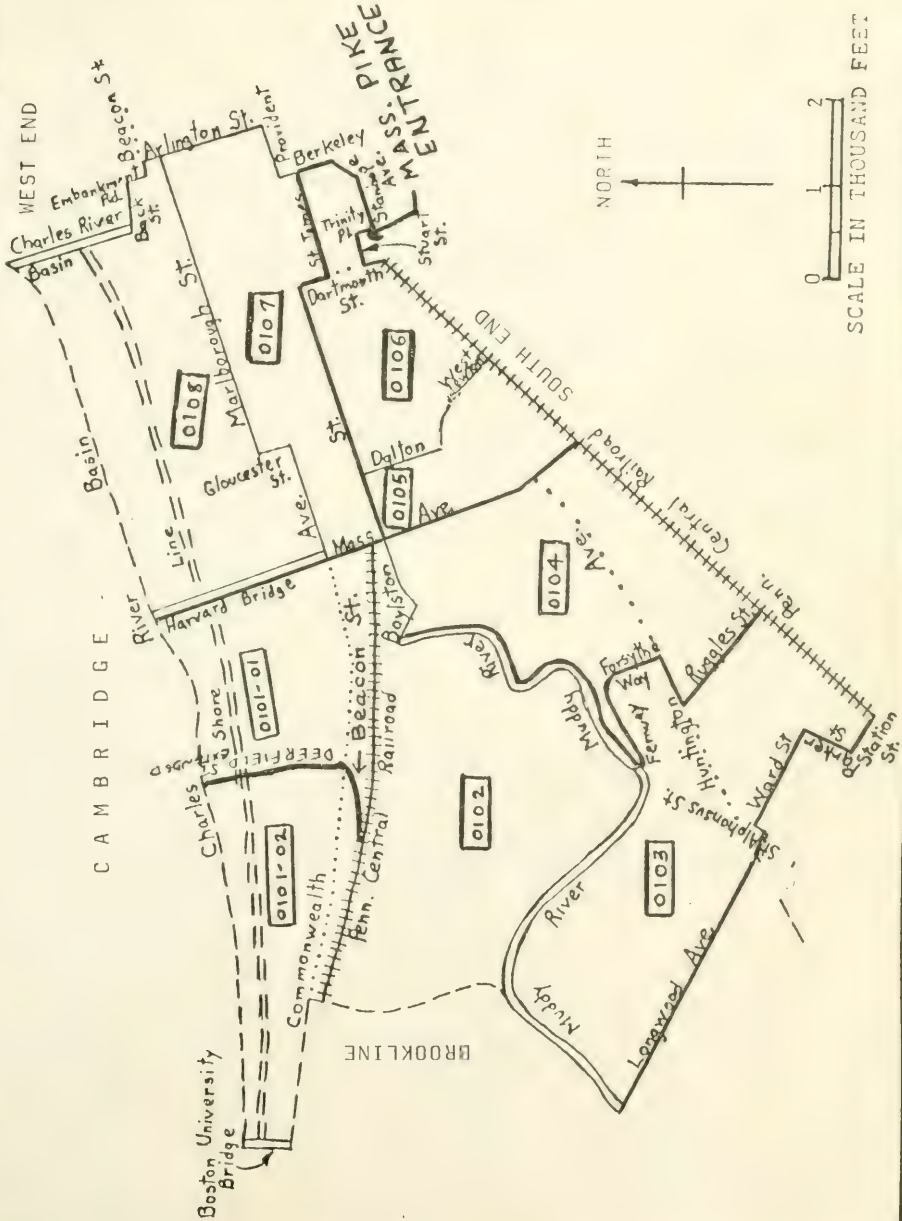 CAMBRIDGE
WEST END
Beacon St
Embankment
Rd.
Back
St.
Arlington St.
Charles River
Basin
Provident
Berkeley
St. James
Trinity
Pl.
Stanhope
Ave.
MASS. PIKE
ENTRANCE
Stuart
St.
Dartmouth
St.
Marlborough St.
0108
0107
Gloucester
St.
Ave.
Basin
Line
River
Harvard Bridge
Mass
Ave.
St.
Dalton
0106
0105
West
Newton
SOUTH END
Boylston
0101-01
Shore
Charles
DEERFIELD
← Beacon St.
Railroad
0101-02
Commonwealth
Penn. Central
Boston University
Bridge
BROOKLINE
0102
River
Muddy
0104
Ave.
Forsythe
Way
Fenway
Huntington
Ruggles St.
Penn. Central Railroad
River
Muddy
0103
St. Alphonsus St.
Ward St
Parker St
Station
St.
Longwood Ave.
NORTH
0 1 2
SCALE IN THOUSAND FEET